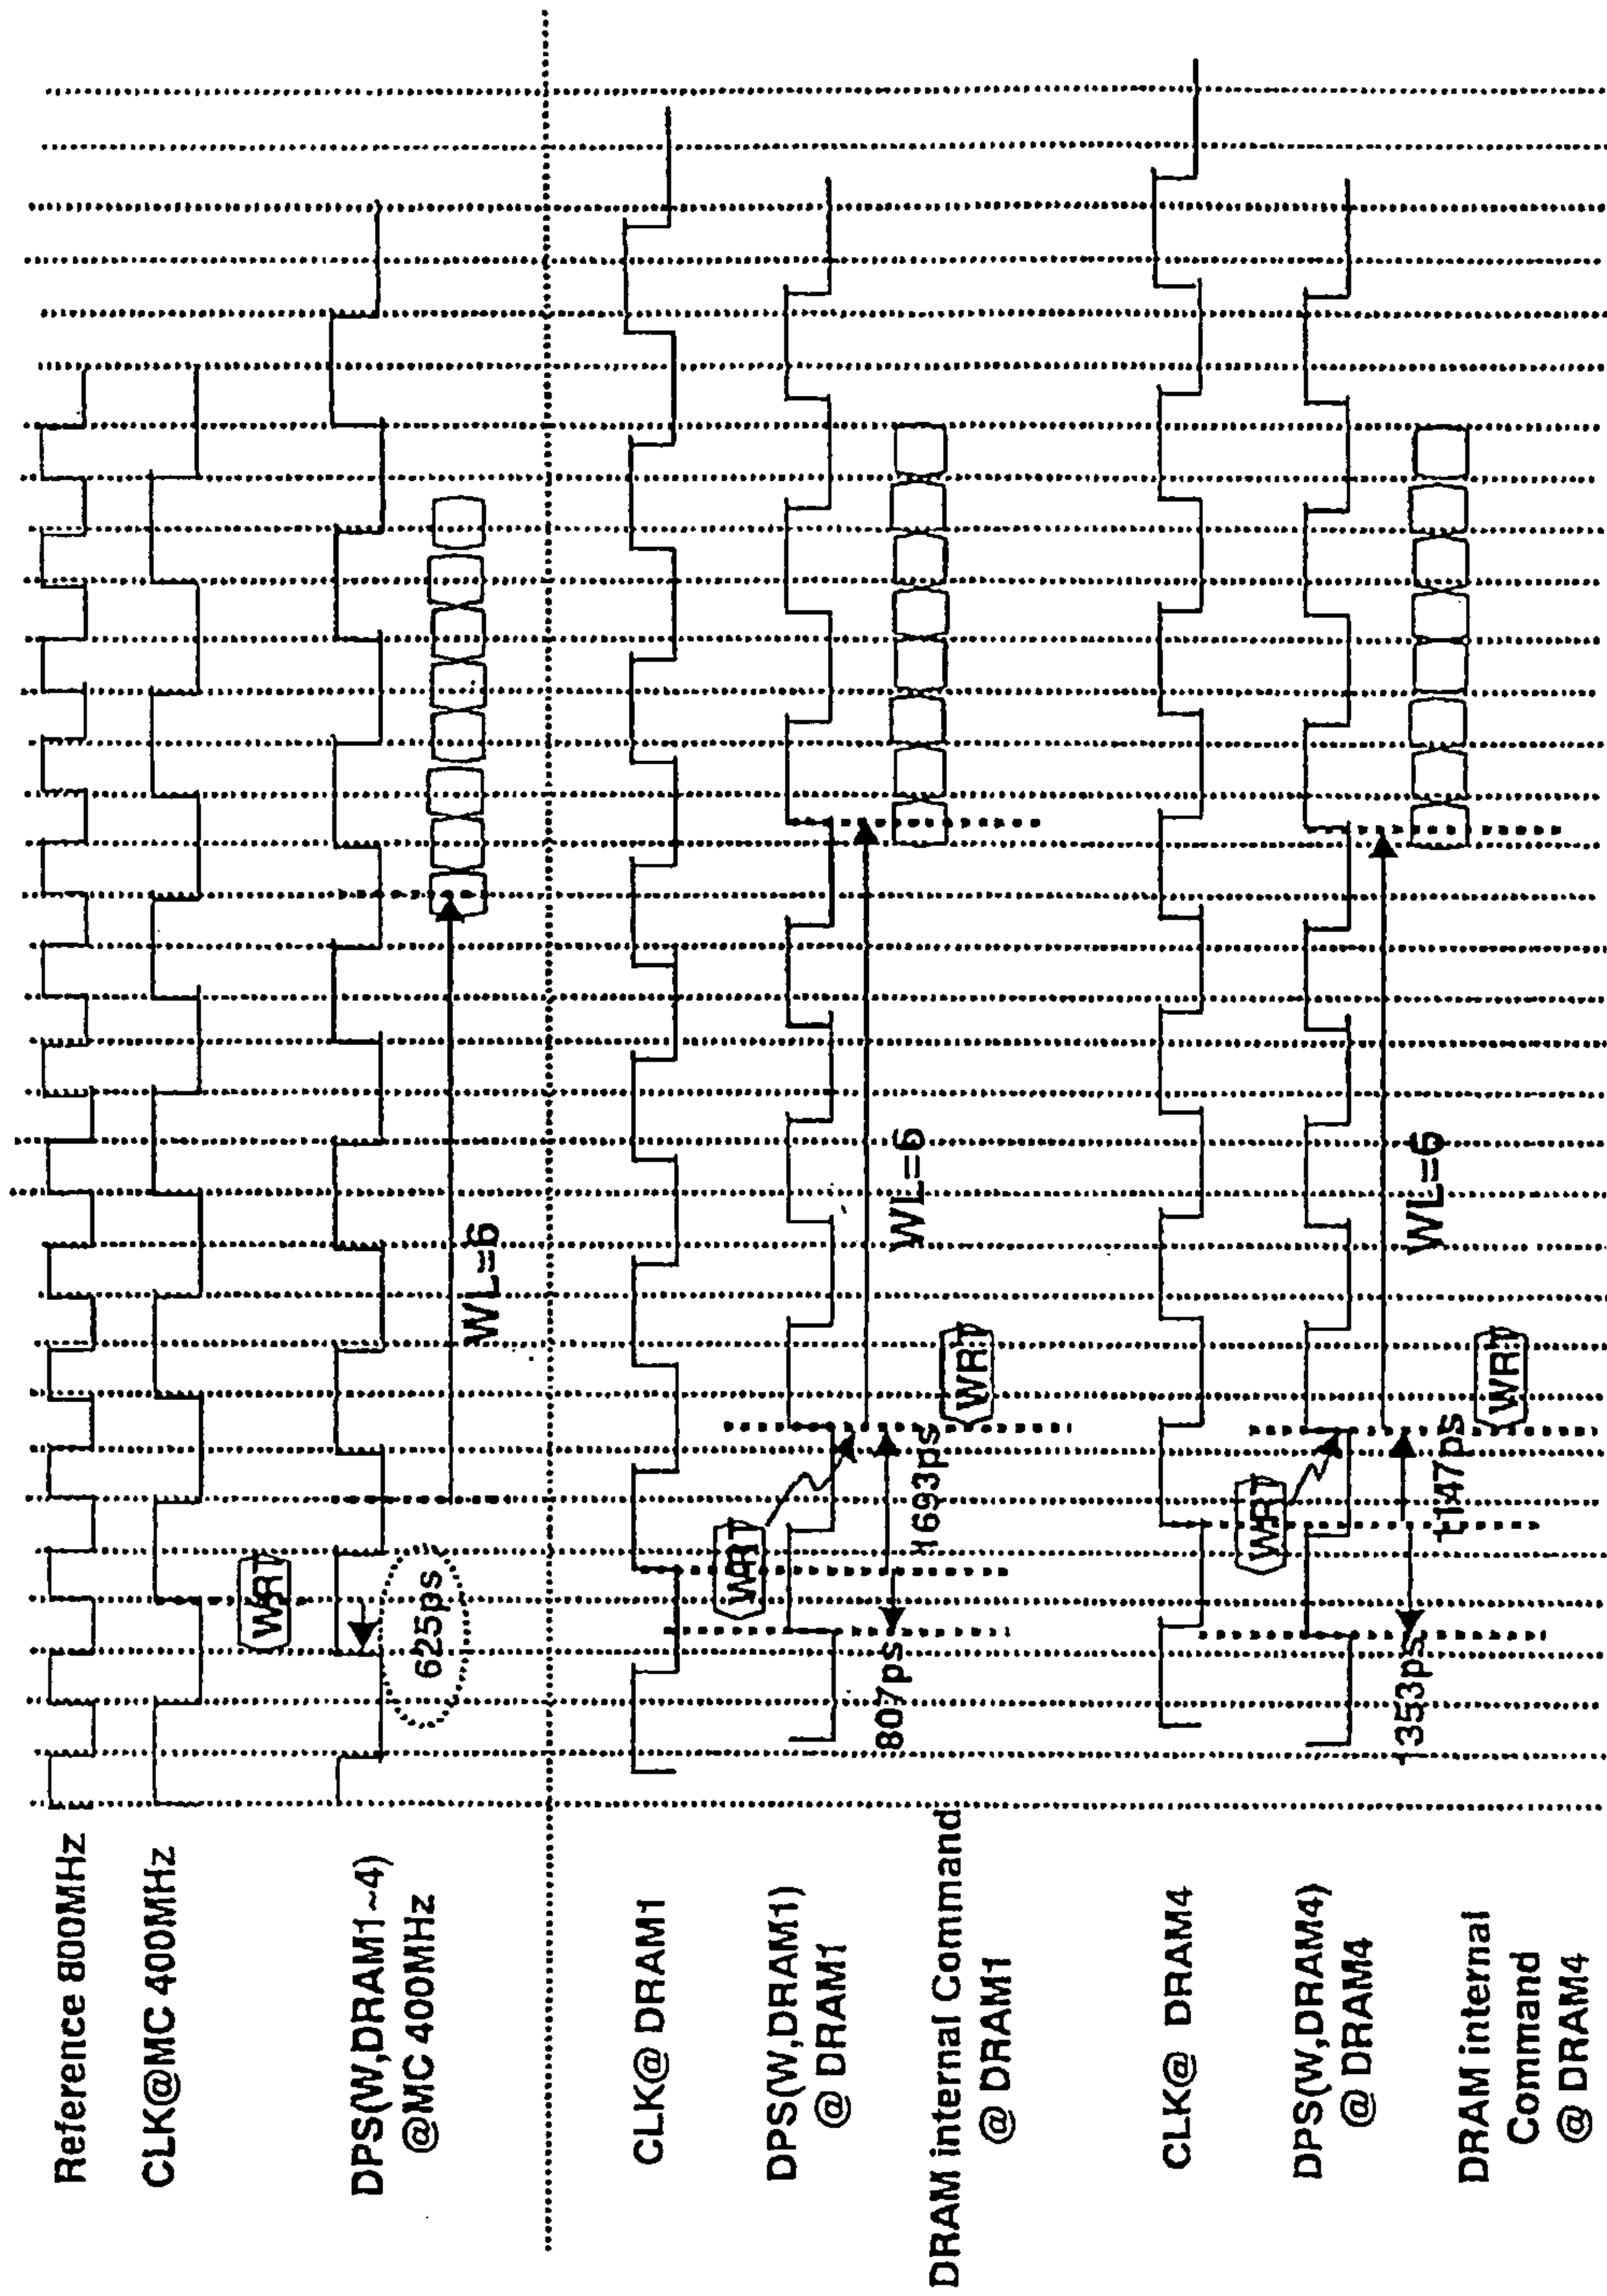 Reference 800MHz
CLK@MC 400MHz
WRT
DPS(W,DRAM1~4)
@MC 400MHz
625ps
WL=6
CLK@ DRAM1
WRT
DPS(W,DRAM1)
@ DRAM1
807ps
1693ps
WL=6
DRAM internal Command
@ DRAM1
WRT
CLK@ DRAM4
WRT
DPS(W,DRAM4)
@ DRAM4
1353ps
1147ps
WL=6
DRAM internal
Command
@ DRAM4
WRT